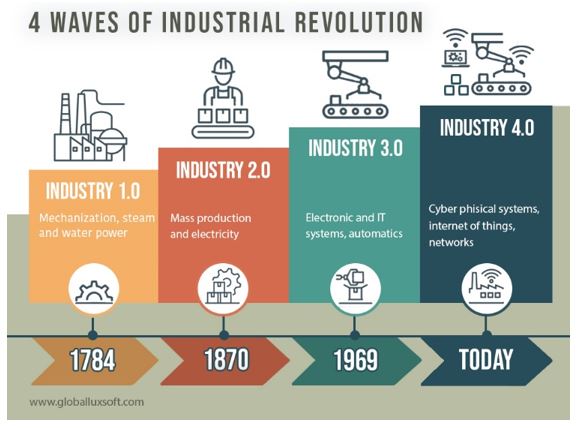 4 WAVES OF INDUSTRIAL REVOLUTION
INDUSTRY 1.0
Mechanization, steam
and water power
INDUSTRY 2.0
Mass production
and electricity
INDUSTRY 3.0
Electronic and IT
systems, automatics
INDUSTRY 4.0
Cyber phisical systems,
internet of things,
networks
1784
1870
1969
TODAY
www.globalluxsoft.com